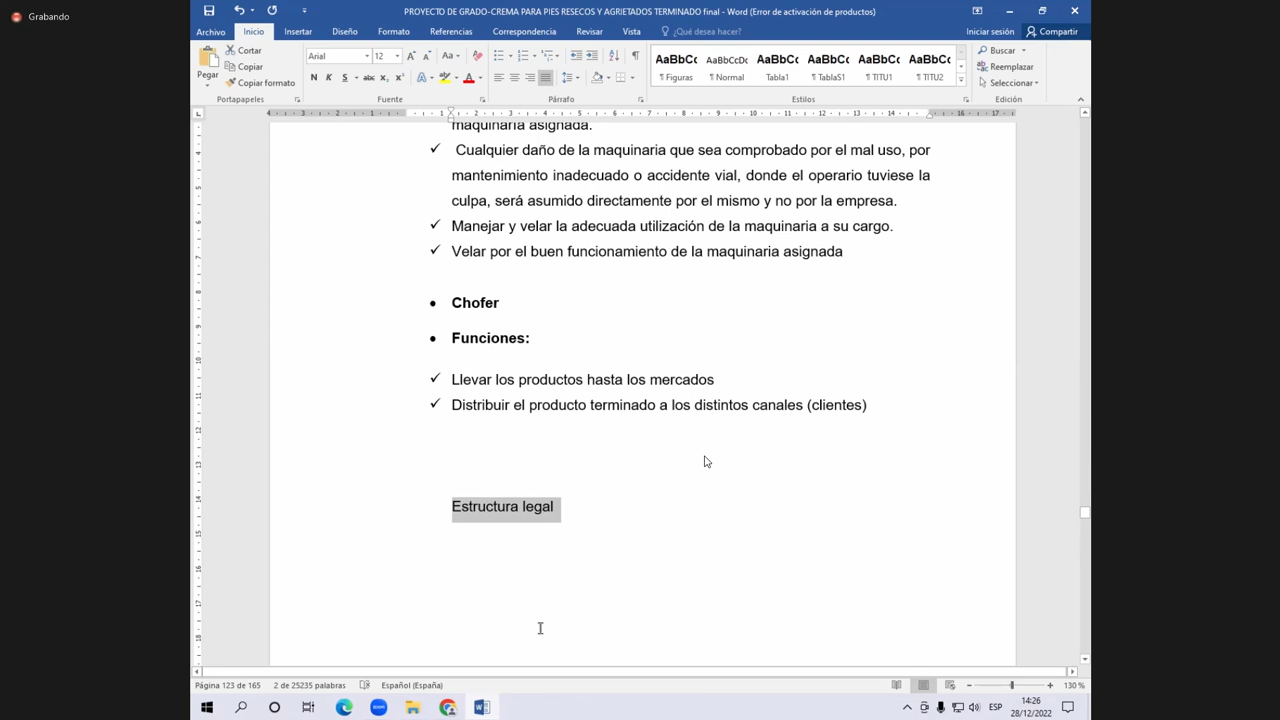 Grabando
PROYECTO DE GRADO-CREMA PARA PIES RESECOS Y AGRIETADOS TERMINADO final - Word (Error de activación de productos)
Archivo Inicio Insertar Diseño Formato Referencias Correspondencia Revisar Vista ¿Qué desea hacer? Iniciar sesión Compartir
Pegar
Cortar
Copiar
Copiar formato
Portapapeles
Arial 12
N K S abc x₂ x²
Fuente
Párrafo
AaBbCc AaBbCcDc AaBbCc AaBbCc AaBbCc AaBbCc
¶ Figuras ¶ Normal Tabla1 ¶ TablaS1 ¶ TITU1 ¶ TITU2
Estilos
Buscar
Reemplazar
Seleccionar
Edición
maquinaria asignada.
✓ Cualquier daño de la maquinaria que sea comprobado por el mal uso, por
mantenimiento inadecuado o accidente vial, donde el operario tuviese la
culpa, será asumido directamente por el mismo y no por la empresa.
✓ Manejar y velar la adecuada utilización de la maquinaria a su cargo.
✓ Velar por el buen funcionamiento de la maquinaria asignada
• Chofer
• Funciones:
✓ Llevar los productos hasta los mercados
✓ Distribuir el producto terminado a los distintos canales (clientes)
Estructura legal
Página 123 de 165 2 de 25235 palabras Español (España) 130 %
zoom
ESP
14:26
28/12/2022